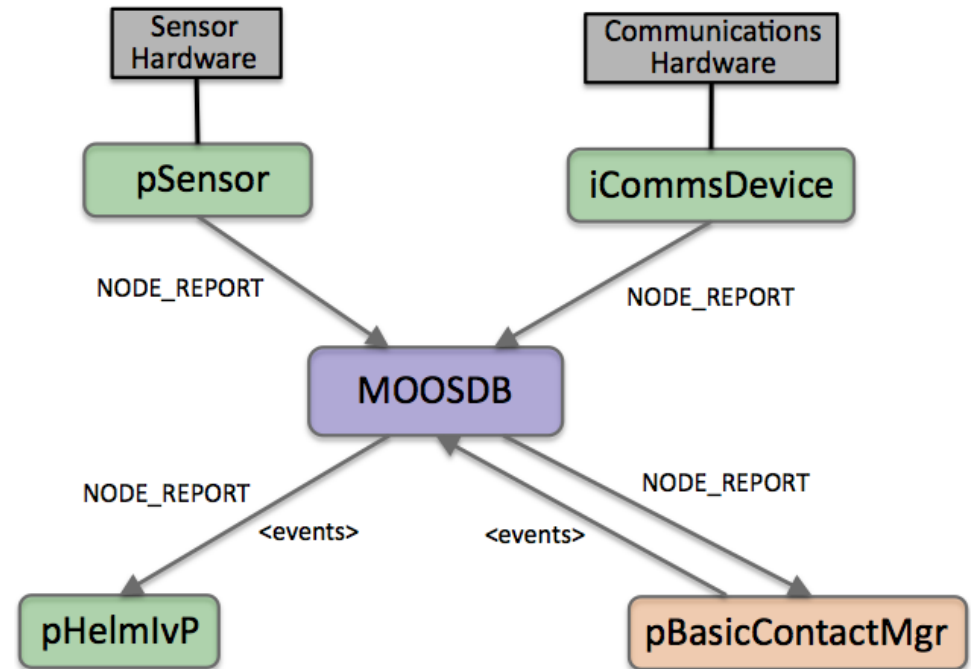 Sensor
Hardware
Communications
Hardware
pSensor
iCommsDevice
NODE_REPORT
NODE_REPORT
MOOSDB
NODE_REPORT
NODE_REPORT
<events>
<events>
pHelmIvP
pBasicContactMgr